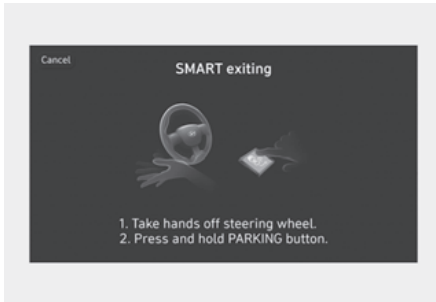 Cancel
SMART exiting
1. Take hands off steering wheel.
2. Press and hold PARKING button.